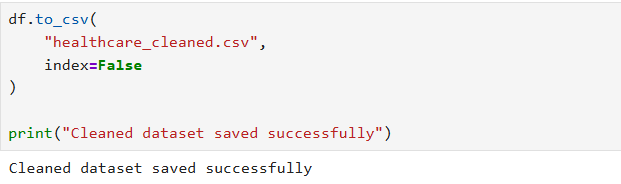 df.to_csv(
    "healthcare_cleaned.csv",
    index=False
)

print("Cleaned dataset saved successfully")
Cleaned dataset saved successfully